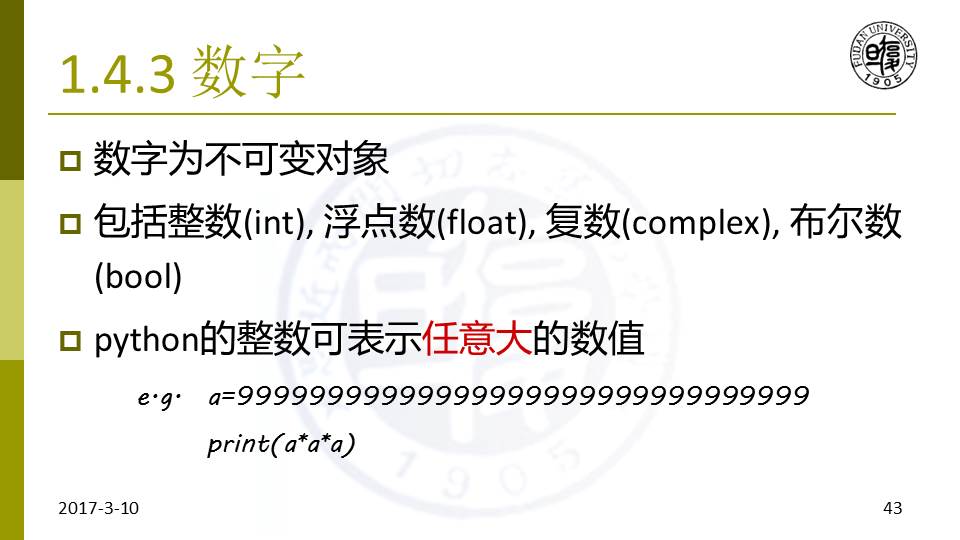 1.4.3 数字
FUDAN UNIVERSITY
1905
数字为不可变对象
包括整数(int), 浮点数(float), 复数(complex), 布尔数
(bool)
python的整数可表示任意大的数值
e.g. a=99999999999999999999999999999999
print(a*a*a)
1905
2017-3-10
43